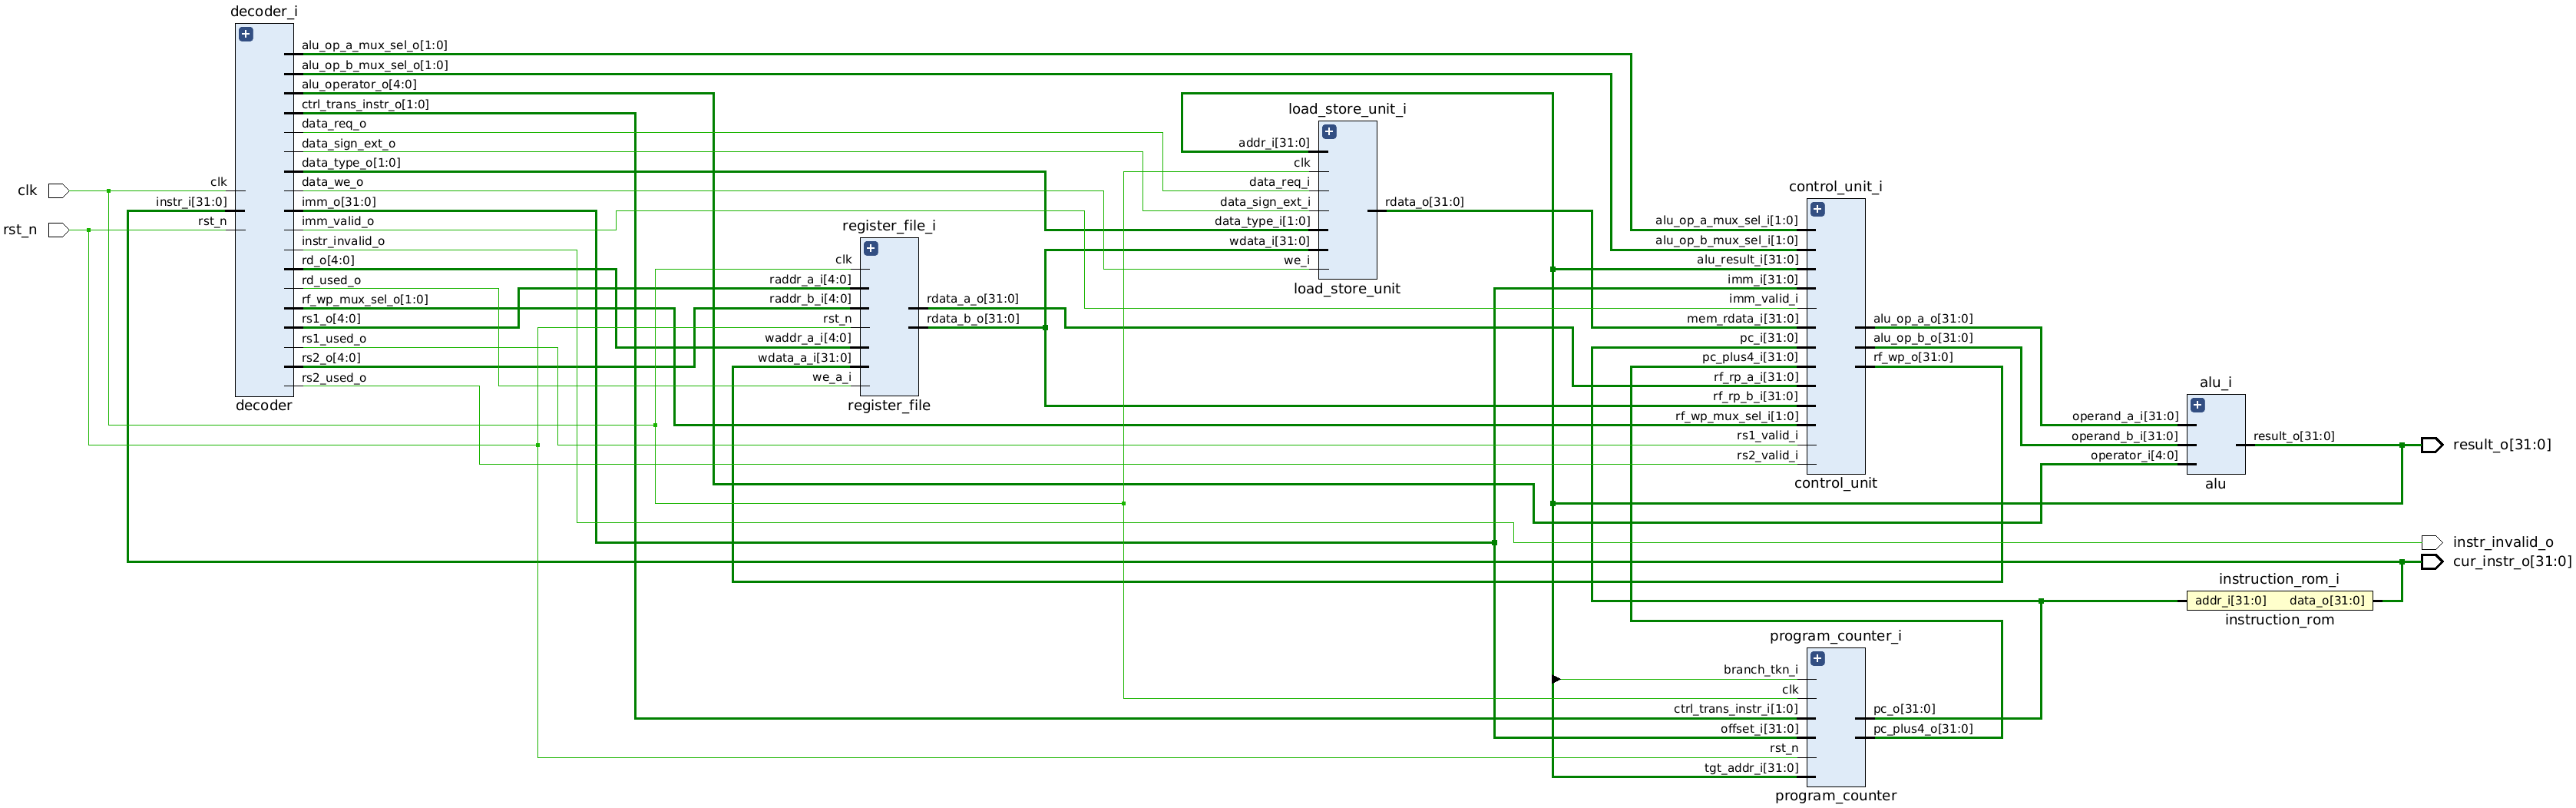 clk
rst_n
decoder_i
clk
instr_i[31:0]
rst_n
alu_op_a_mux_sel_o[1:0]
alu_op_b_mux_sel_o[1:0]
alu_operator_o[4:0]
ctrl_trans_instr_o[1:0]
data_req_o
data_sign_ext_o
data_type_o[1:0]
data_we_o
imm_o[31:0]
imm_valid_o
instr_invalid_o
rd_o[4:0]
rd_used_o
rf_wp_mux_sel_o[1:0]
rs1_o[4:0]
rs1_used_o
rs2_o[4:0]
rs2_used_o
decoder
register_file_i
clk
raddr_a_i[4:0]
raddr_b_i[4:0]
rst_n
waddr_a_i[4:0]
wdata_a_i[31:0]
we_a_i
rdata_a_o[31:0]
rdata_b_o[31:0]
register_file
load_store_unit_i
addr_i[31:0]
clk
data_req_i
data_sign_ext_i
data_type_i[1:0]
wdata_i[31:0]
we_i
rdata_o[31:0]
load_store_unit
control_unit_i
alu_op_a_mux_sel_i[1:0]
alu_op_b_mux_sel_i[1:0]
alu_result_i[31:0]
imm_i[31:0]
imm_valid_i
mem_rdata_i[31:0]
pc_i[31:0]
pc_plus4_i[31:0]
rf_rp_a_i[31:0]
rf_rp_b_i[31:0]
rf_wp_mux_sel_i[1:0]
rs1_valid_i
rs2_valid_i
alu_op_a_o[31:0]
alu_op_b_o[31:0]
rf_wp_o[31:0]
control_unit
alu_i
operand_a_i[31:0]
operand_b_i[31:0]
operator_i[4:0]
result_o[31:0]
alu
result_o[31:0]
instr_invalid_o
cur_instr_o[31:0]
instruction_rom_i
addr_i[31:0] data_o[31:0]
instruction_rom
program_counter_i
branch_tkn_i
clk
ctrl_trans_instr_i[1:0]
offset_i[31:0]
rst_n
tgt_addr_i[31:0]
pc_o[31:0]
pc_plus4_o[31:0]
program_counter